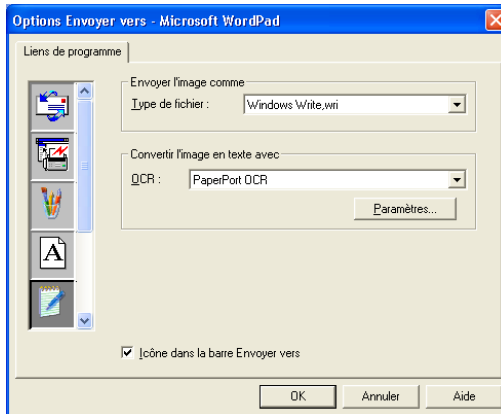 Options Envoyer vers - Microsoft WordPad
Liens de programme
Envoyer l'image comme
Type de fichier :
Windows Write,wri
Convertir l'image en texte avec
OCR :
PaperPort OCR
Paramètres...
A
Icône dans la barre Envoyer vers
OK
Annuler
Aide